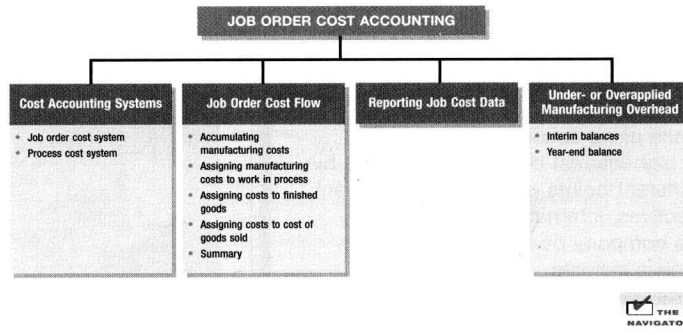 JOB ORDER COST ACCOUNTING
Cost Accounting Systems
• Job order cost system
• Process cost system
Job Order Cost Flow
• Accumulating
manufacturing costs
• Assigning manufacturing
costs to work in process
• Assigning costs to finished
goods
• Assigning costs to cost of
goods sold
• Summary
Reporting Job Cost Data
Under- or Overapplied
Manufacturing Overhead
• Interim balances
• Year-end balance
THE
NAVIGATO